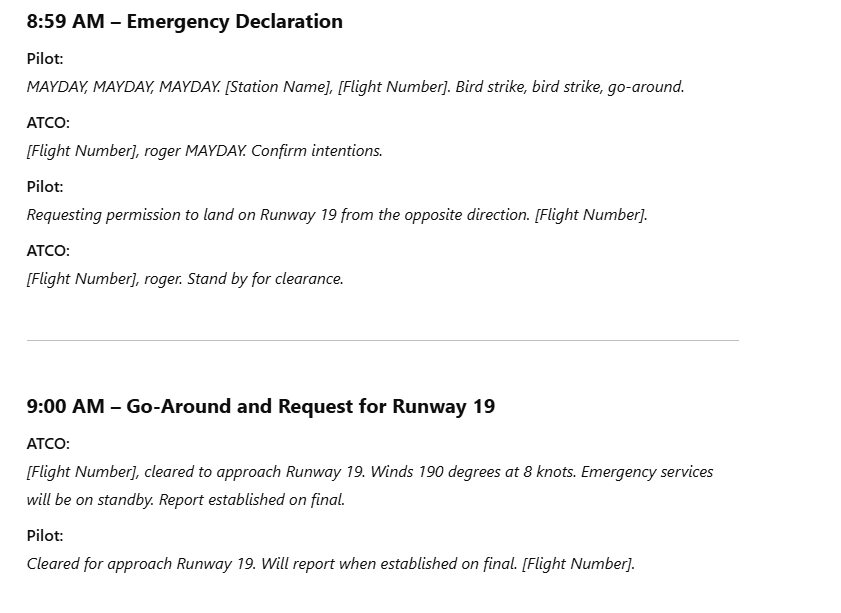 8:59 AM – Emergency Declaration
Pilot:
MAYDAY, MAYDAY, MAYDAY. [Station Name], [Flight Number]. Bird strike, bird strike, go-around.
ATCO:
[Flight Number], roger MAYDAY. Confirm intentions.
Pilot:
Requesting permission to land on Runway 19 from the opposite direction. [Flight Number].
ATCO:
[Flight Number], roger. Stand by for clearance.
9:00 AM – Go-Around and Request for Runway 19
ATCO:
[Flight Number], cleared to approach Runway 19. Winds 190 degrees at 8 knots. Emergency services
will be on standby. Report established on final.
Pilot:
Cleared for approach Runway 19. Will report when established on final. [Flight Number].